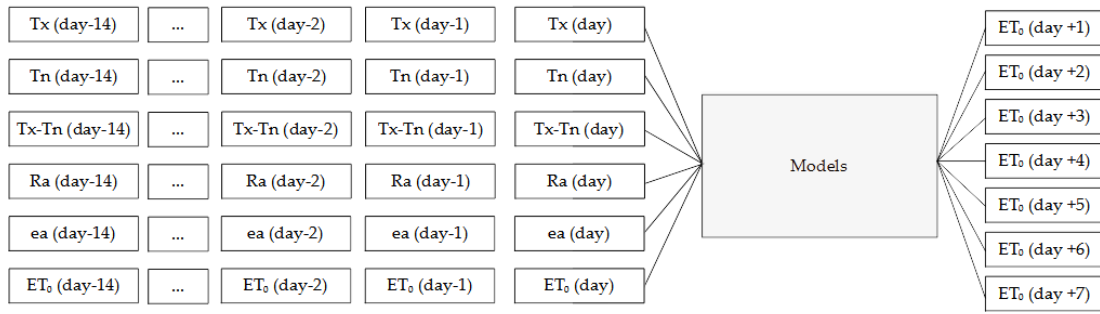 Tx (day-14) ... Tx (day-2) Tx (day-1) Tx (day)
Tn (day-14) ... Tn (day-2) Tn (day-1) Tn (day)
Tx-Tn (day-14) ... Tx-Tn (day-2) Tx-Tn (day-1) Tx-Tn (day)
Ra (day-14) ... Ra (day-2) Ra (day-1) Ra (day)
ea (day-14) ... ea (day-2) ea (day-1) ea (day)
ET₀ (day-14) ... ET₀ (day-2) ET₀ (day-1) ET₀ (day)
Models
ET₀ (day +1)
ET₀ (day +2)
ET₀ (day +3)
ET₀ (day +4)
ET₀ (day +5)
ET₀ (day +6)
ET₀ (day +7)